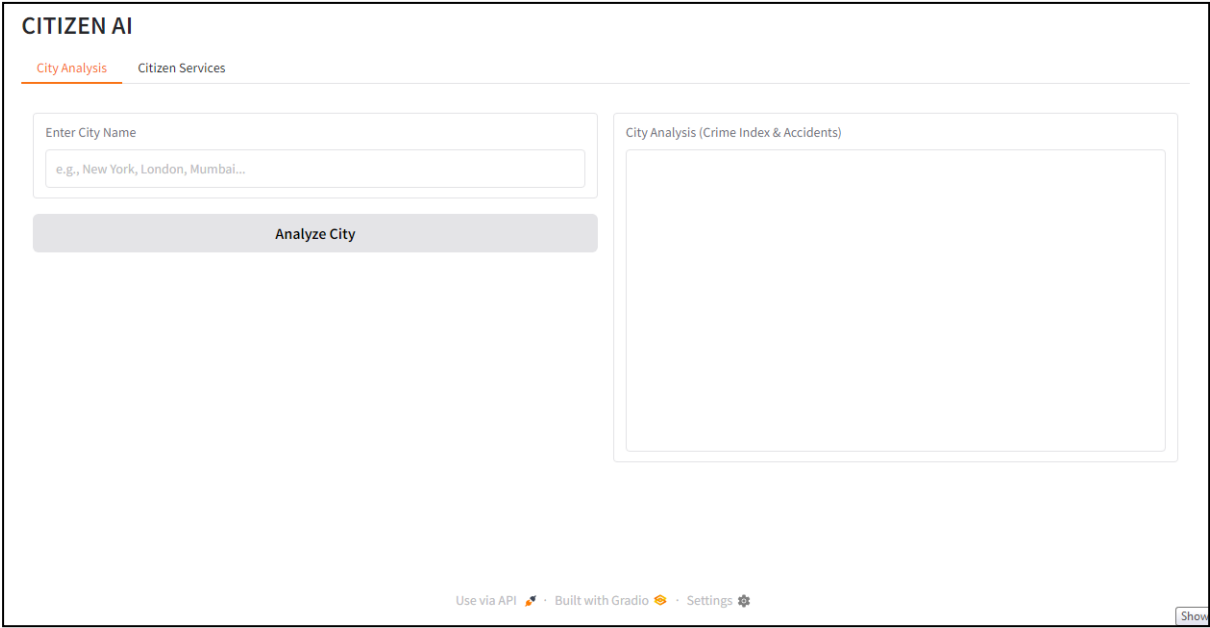 CITIZEN AI
City Analysis Citizen Services
Enter City Name
e.g., New York, London, Mumbai...
Analyze City
City Analysis (Crime Index & Accidents)
Use via API · Built with Gradio · Settings
Show